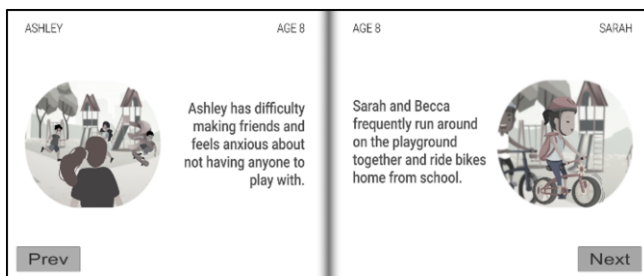 ASHLEY
AGE 8
Ashley has difficulty
making friends and
feels anxious about
not having anyone to
play with.
Prev
AGE 8
SARAH
Sarah and Becca
frequently run around
on the playground
together and ride bikes
home from school.
Next